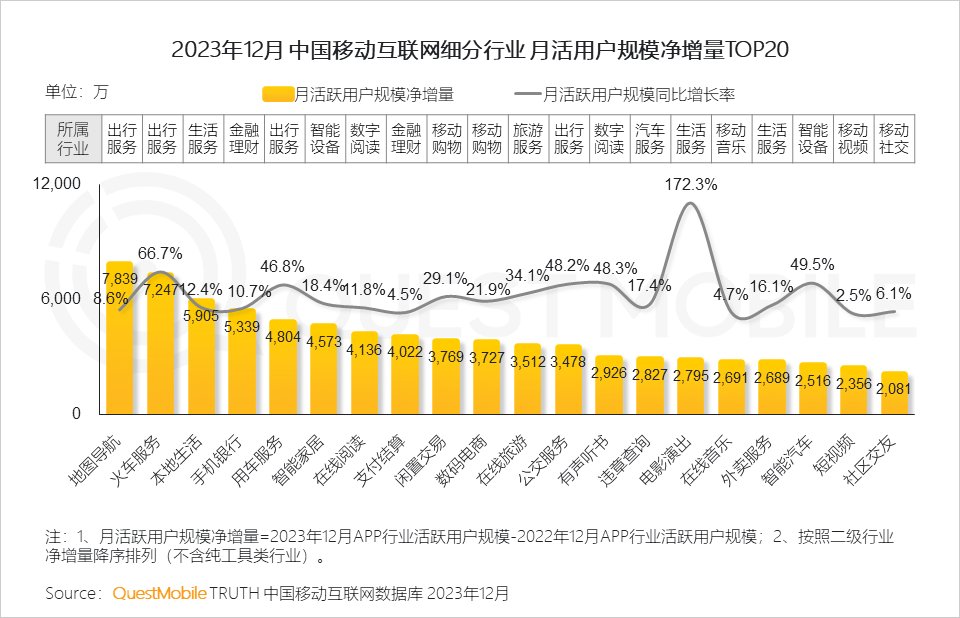 2023年12月 中国移动互联网细分行业 月活用户规模净增量TOP20
单位：万
月活跃用户规模净增量
月活跃用户规模同比增长率
所属行业 出行服务 出行服务 生活服务 金融理财 出行服务 智能设备 数字阅读 金融理财 移动购物 移动购物 旅游服务 出行服务 数字阅读 汽车服务 生活服务 移动音乐 生活服务 智能设备 移动视频 移动社交
12,000
6,000
0
8.6% 66.7% 12.4% 10.7% 46.8% 18.4% 11.8% 4.5% 29.1% 21.9% 34.1% 48.2% 48.3% 17.4% 172.3% 4.7% 16.1% 49.5% 2.5% 6.1%
7,839 7,247 5,905 5,339 4,804 4,573 4,136 4,022 3,769 3,727 3,512 3,478 2,926 2,827 2,795 2,691 2,689 2,516 2,356 2,081
QUESTMOBILE
地图导航 火车服务 本地生活 手机银行 用车服务 智能家居 在线阅读 支付结算 闲置交易 数码电商 在线旅游 公交服务 有声听书 违章查询 电影演出 在线音乐 外卖服务 智能汽车 短视频 社区交友
注：1、月活跃用户规模净增量=2023年12月APP行业活跃用户规模-2022年12月APP行业活跃用户规模；2、按照二级行业
净增量降序排列（不含纯工具类行业）。
Source：QuestMobile TRUTH 中国移动互联网数据库 2023年12月